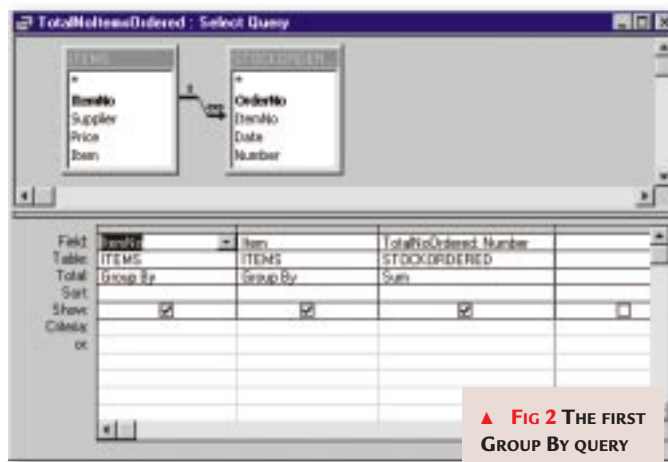 TotalNoItemsOrdered : Select Query
ITEMS
*
ItemNo
Supplier
Price
Item
1
∞
STOCKORDERED
*
OrderNo
ItemNo
Date
Number
Field: ItemNo Item TotalNoOrdered: Number
Table: ITEMS ITEMS STOCKORDERED
Total: Group By Group By Sum
Sort:
Show:
Criteria:
or:
▲ FIG 2 THE FIRST
GROUP BY QUERY